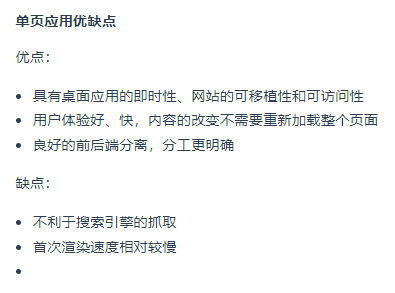 单页应用优缺点
优点：
具有桌面应用的即时性、网站的可移植性和可访问性
用户体验好、快，内容的改变不需要重新加载整个页面
良好的前后端分离，分工更明确
缺点：
不利于搜索引擎的抓取
首次渲染速度相对较慢